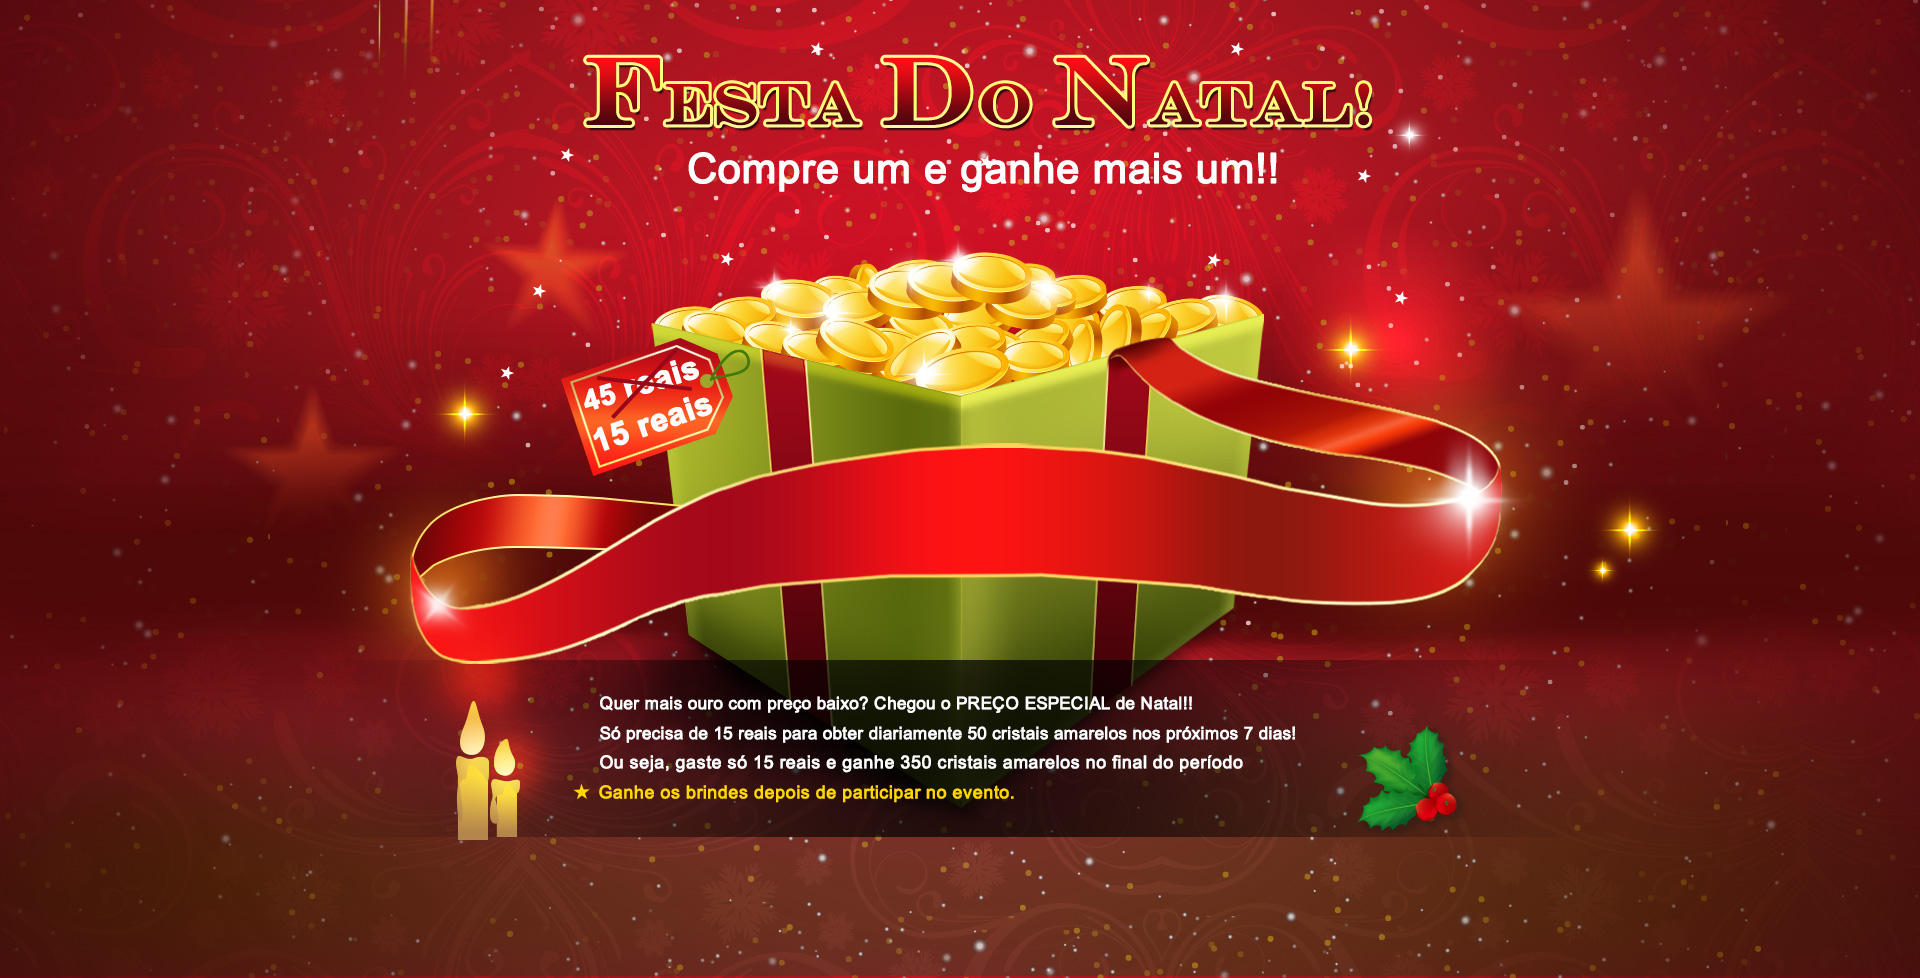 FESTA DO NATAL!
Compre um e ganhe mais um!!
45 reais
15 reais
Quer mais ouro com preço baixo? Chegou o PREÇO ESPECIAL de Natal!!
Só precisa de 15 reais para obter diariamente 50 cristais amarelos nos próximos 7 dias!
Ou seja, gaste só 15 reais e ganhe 350 cristais amarelos no final do período
★ Ganhe os brindes depois de participar no evento.